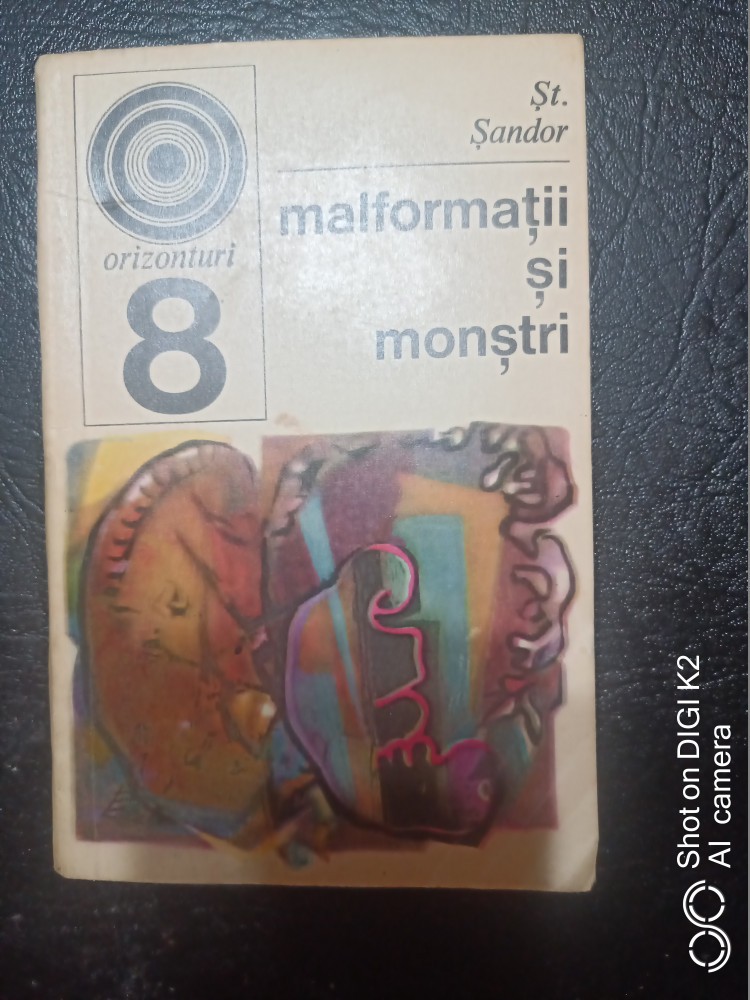 Șt.
Șandor
malformații
și
monștri
orizonturi
8
Shot on DIGI K2
AI camera